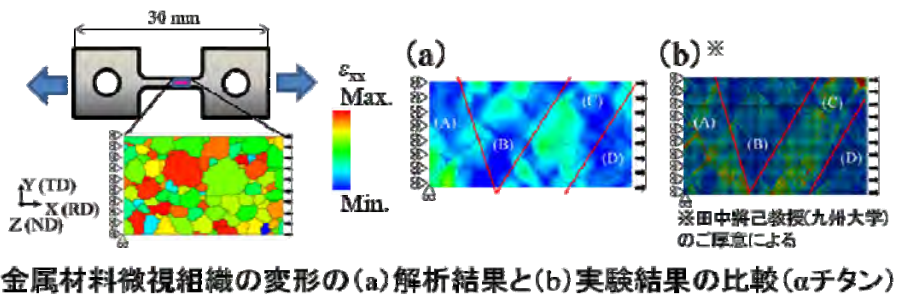 30 mm
(a)
(b)※
εxx
Max.
Min.
(A)
(B)
(C)
(D)
(A)
(B)
(C)
(D)
Y (TD)
X (RD)
Z (ND)
※田中將己教授(九州大学)
のご厚意による
金属材料微視組織の変形の(a)解析結果と(b)実験結果の比較(αチタン)